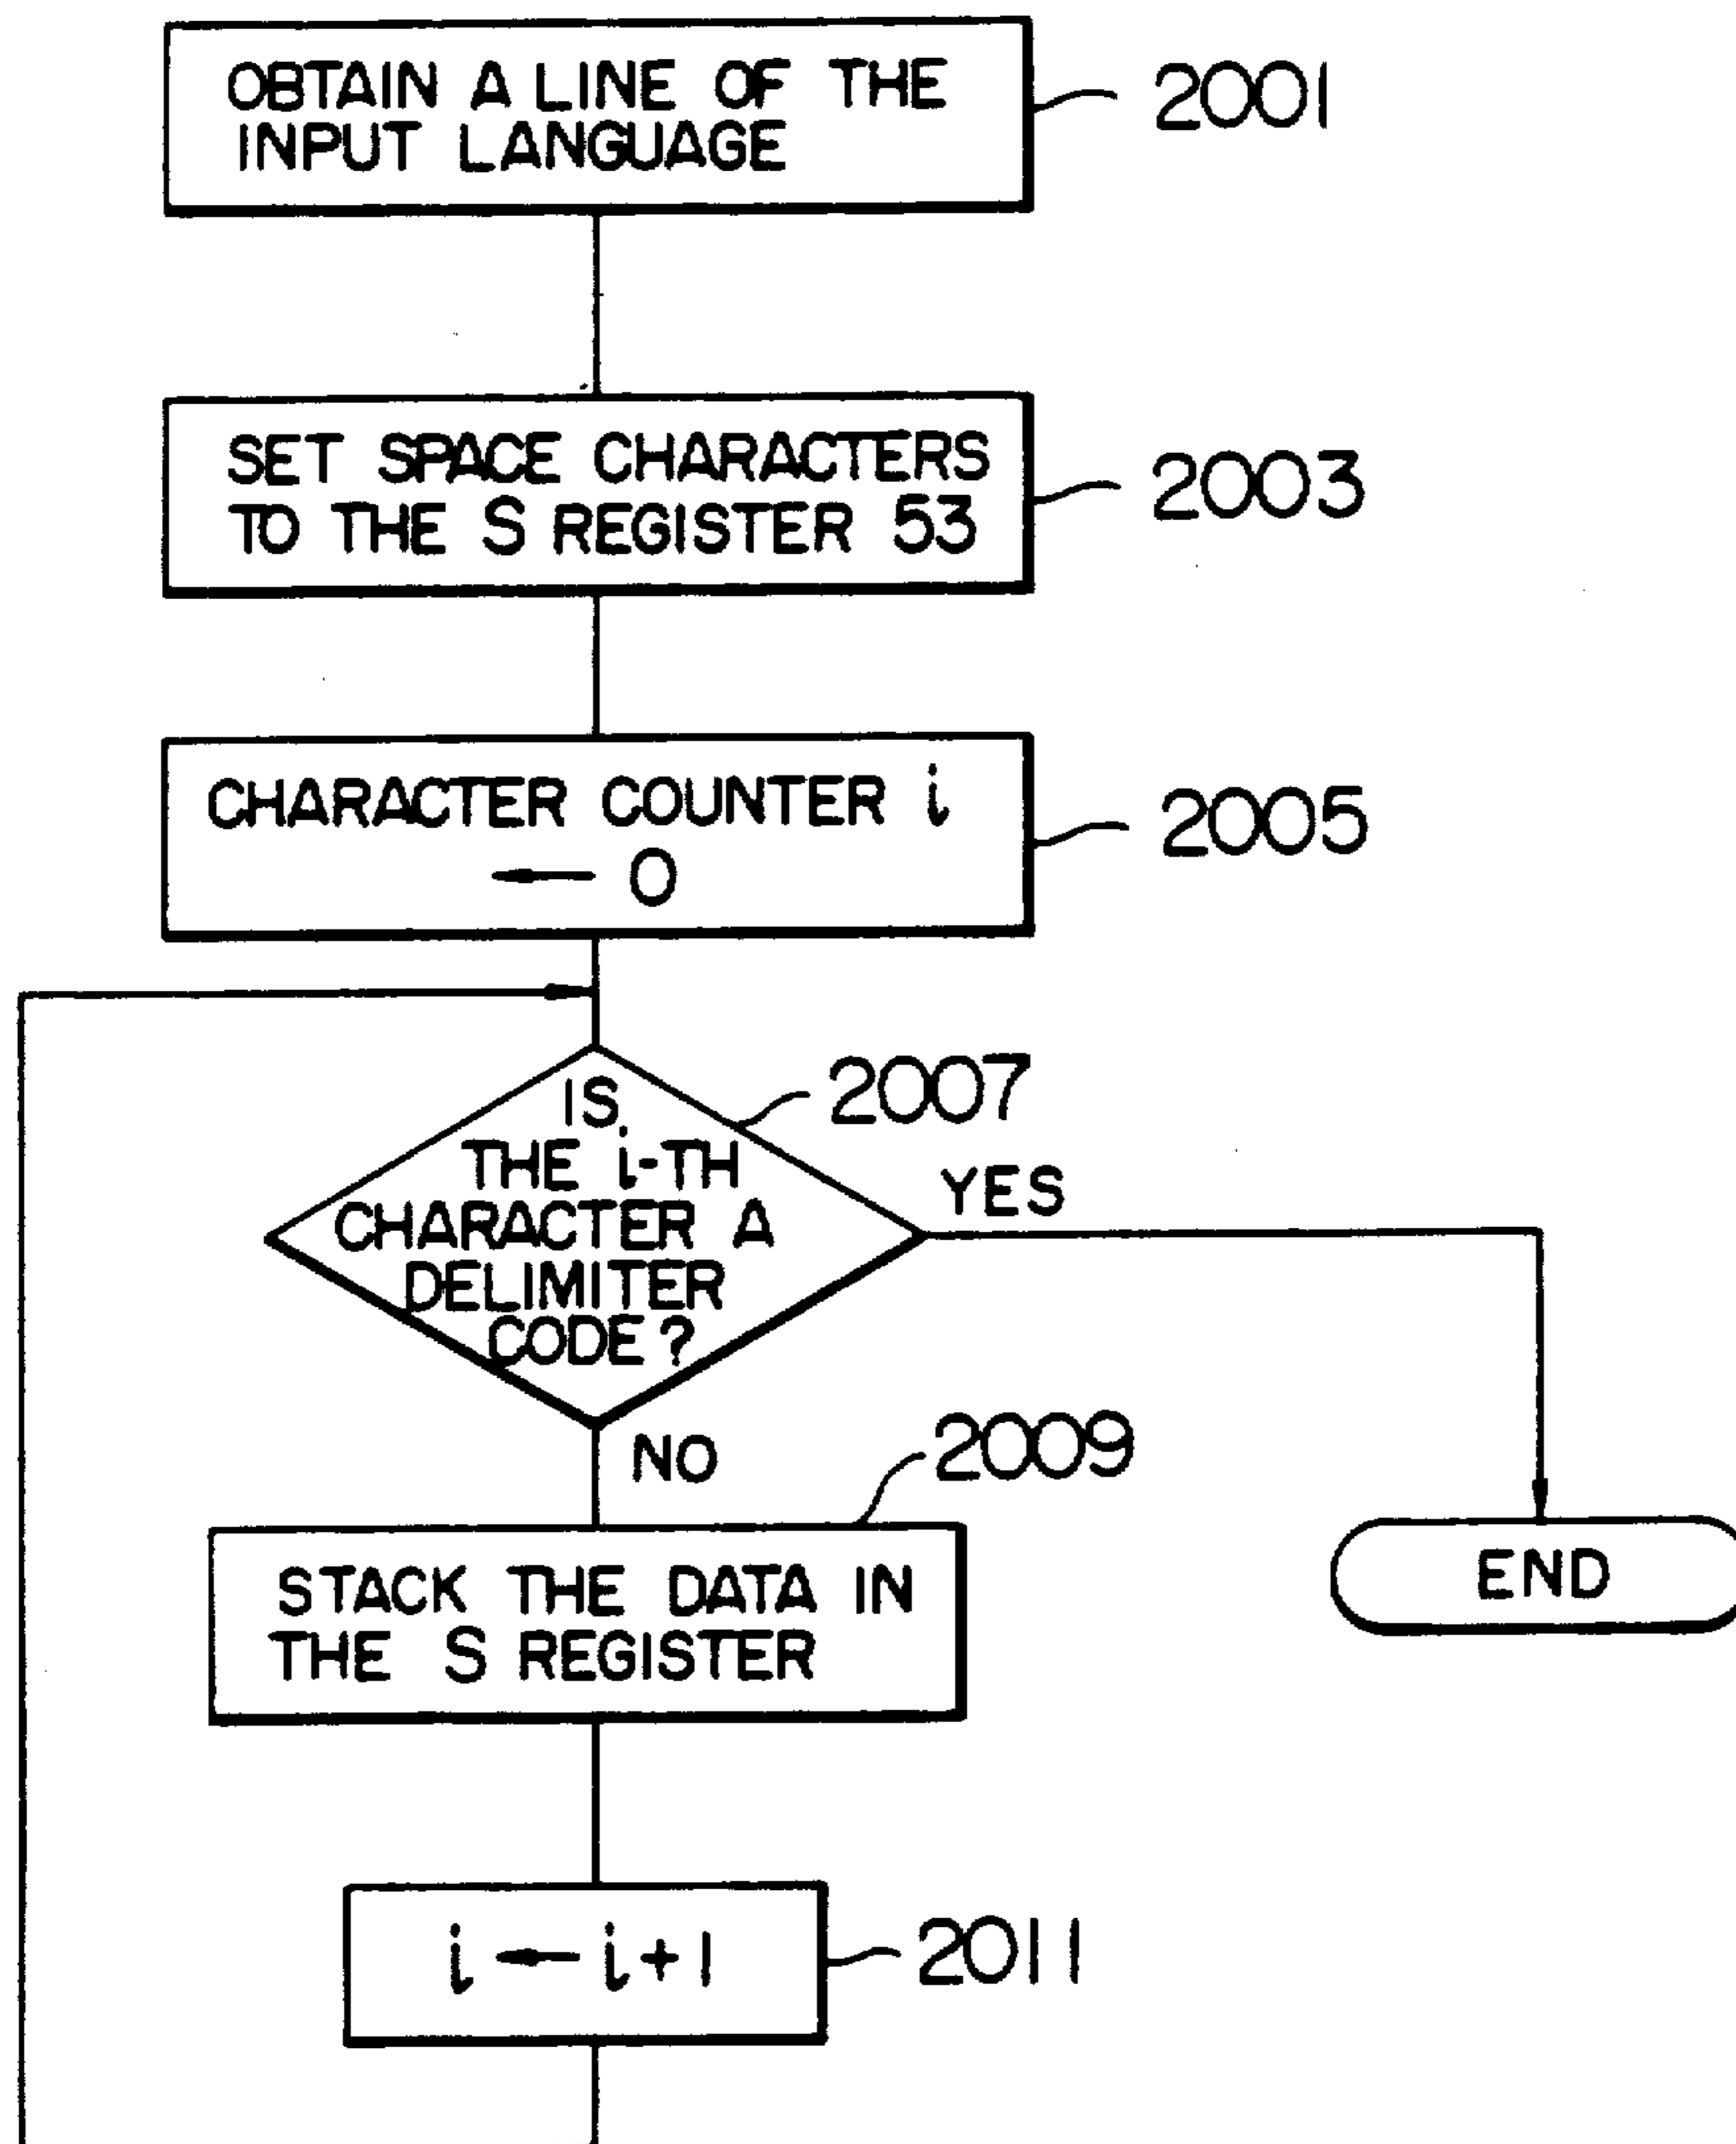 OBTAIN A LINE OF THE
INPUT LANGUAGE
2001
SET SPACE CHARACTERS
TO THE S REGISTER 53
2003
CHARACTER COUNTER i
← 0
2005
IS
THE i-TH
CHARACTER A
DELIMITER
CODE?
2007
YES
NO
2009
STACK THE DATA IN
THE S REGISTER
END
i ← i+1
2011